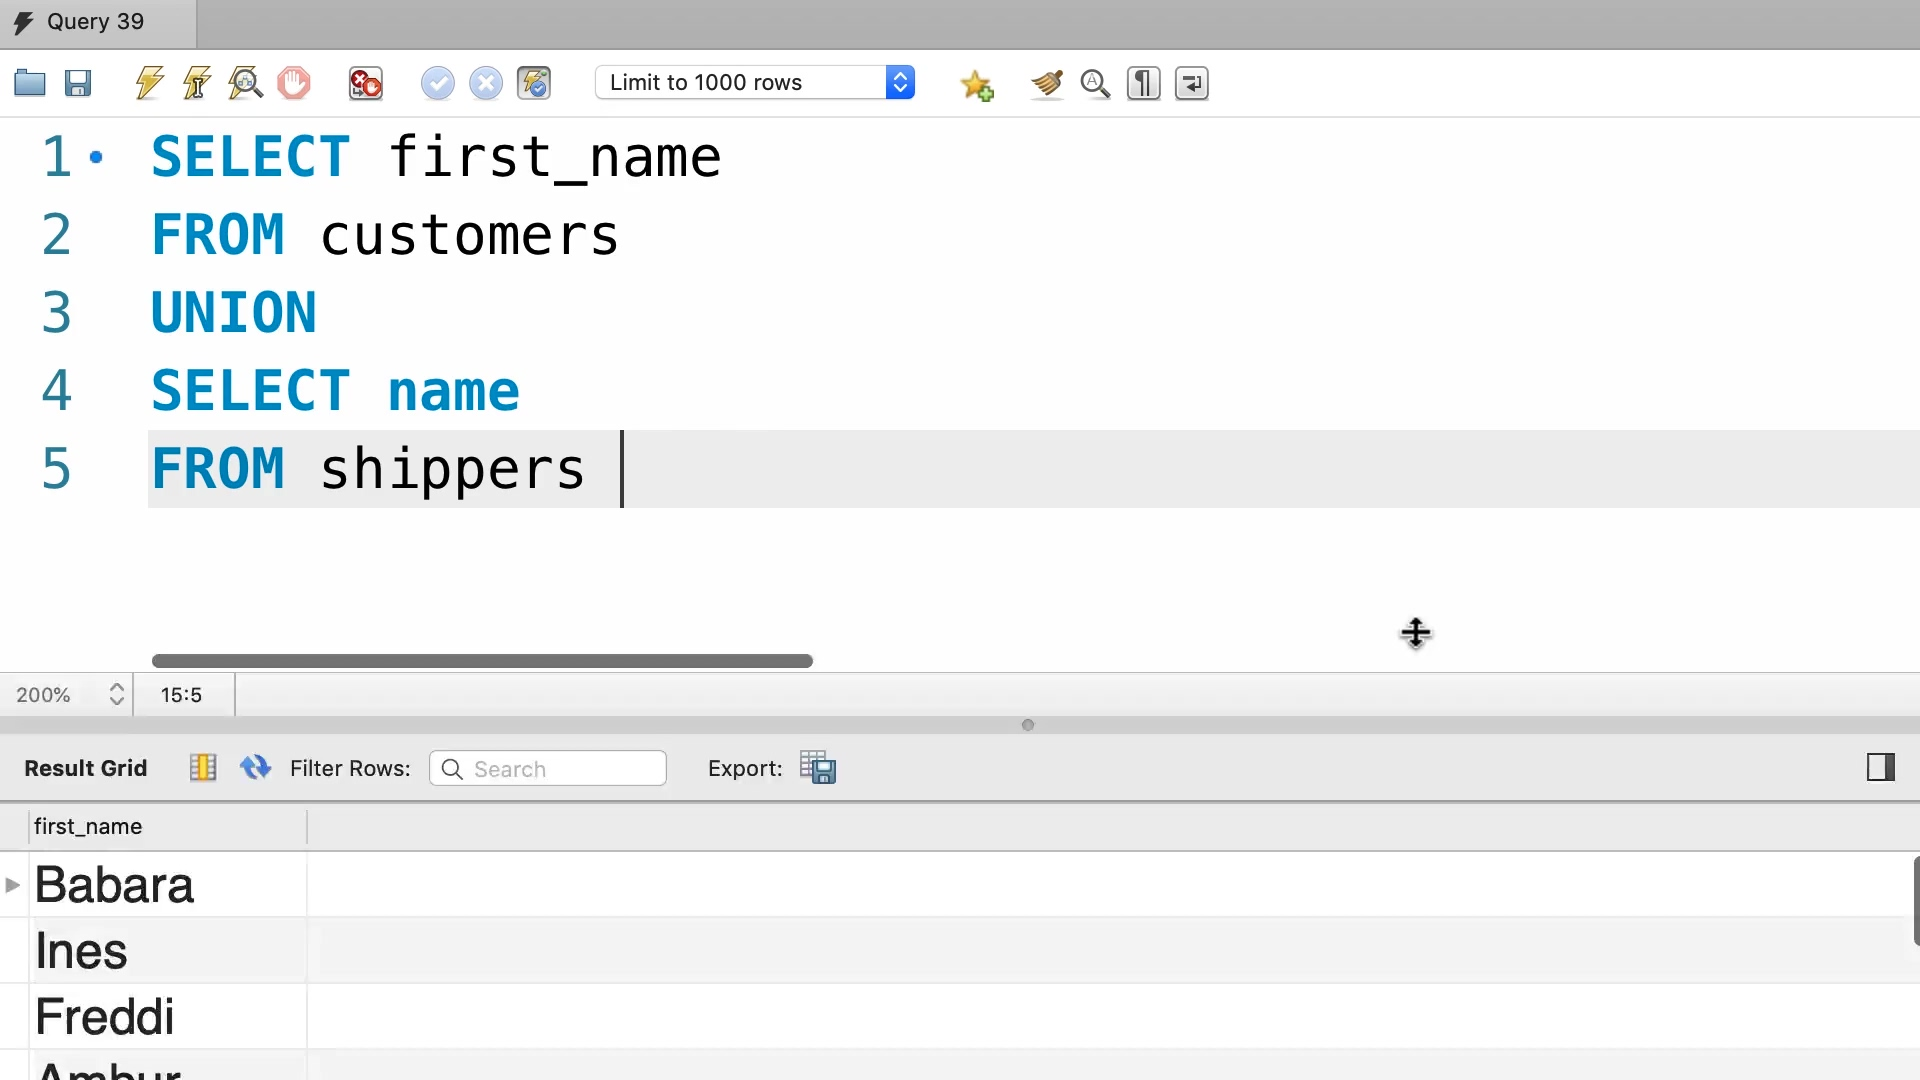 Query 39
Limit to 1000 rows
1 SELECT first_name
2 FROM customers
3 UNION
4 SELECT name
5 FROM shippers
200% 15:5
Result Grid Filter Rows: Search Export:
first_name
Babara
Ines
Freddi
Ambur